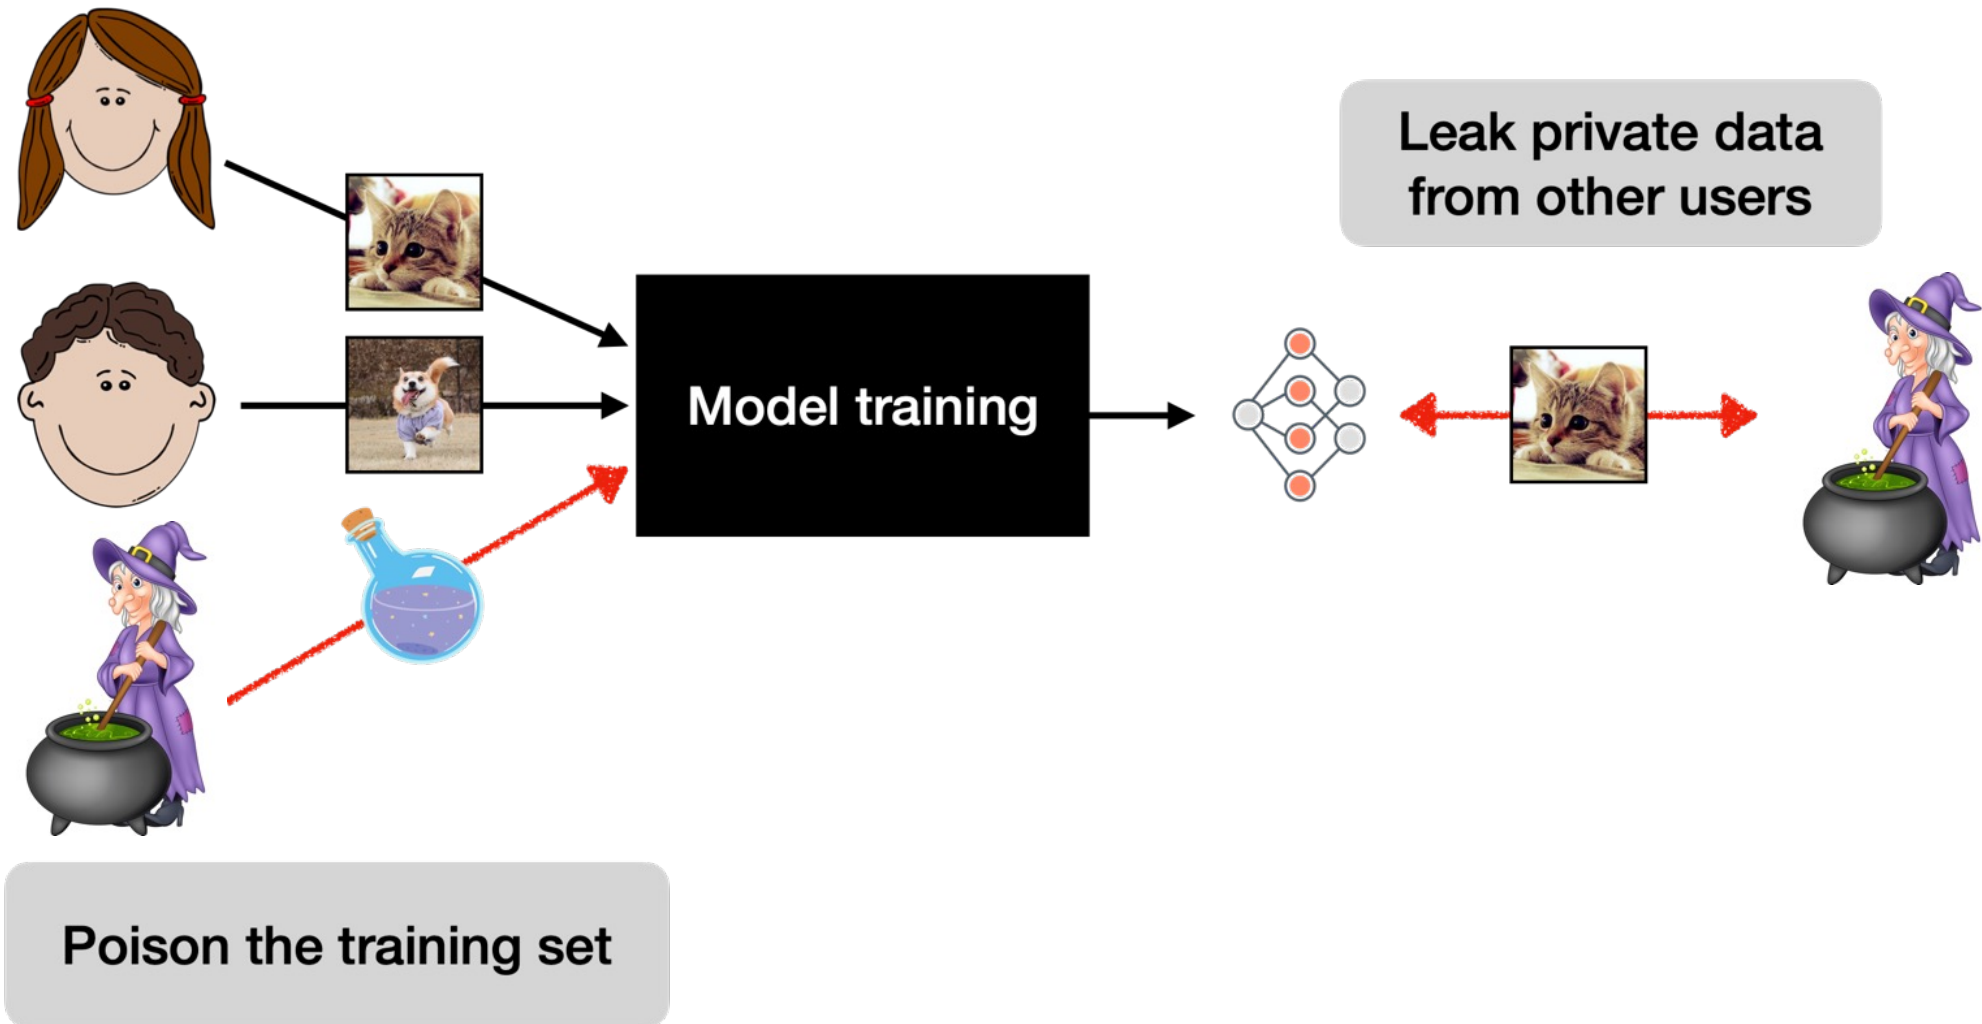 Leak private data
from other users
Model training
Poison the training set